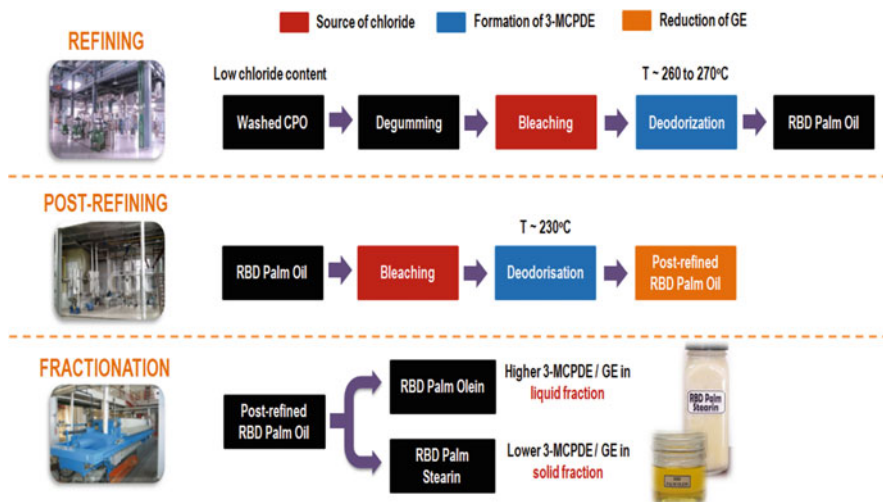 Source of chloride
Formation of 3-MCPDE
Reduction of GE
REFINING
Low chloride content
T ~ 260 to 270ºC
Washed CPO
Degumming
Bleaching
Deodorization
RBD Palm Oil
POST-REFINING
T ~ 230ºC
RBD Palm Oil
Bleaching
Deodorisation
Post-refined
RBD Palm Oil
FRACTIONATION
Post-refined
RBD Palm Oil
RBD Palm Olein
Higher 3-MCPDE / GE in
liquid fraction
RBD Palm
Stearin
Lower 3-MCPDE / GE in
solid fraction
RBD Palm
Stearin